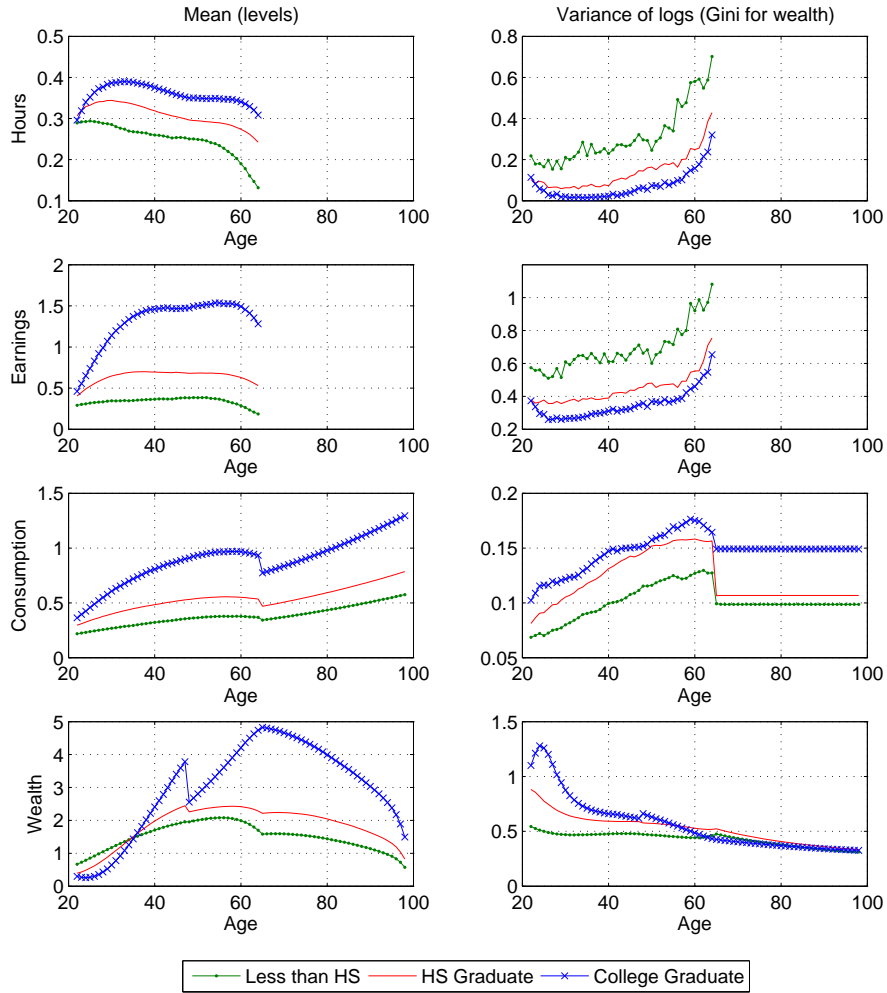 Mean (levels)
Variance of logs (Gini for wealth)
Hours
0.5
0.4
0.3
0.2
0.1
20 40 60 80 100
Age
0.8
0.6
0.4
0.2
0
20 40 60 80 100
Age
Earnings
2
1.5
1
0.5
0
20 40 60 80 100
Age
1
0.8
0.6
0.4
0.2
20 40 60 80 100
Age
Consumption
1.5
1
0.5
0
20 40 60 80 100
Age
0.2
0.15
0.1
0.05
20 40 60 80 100
Age
Wealth
5
4
3
2
1
0
20 40 60 80 100
Age
1.5
1
0.5
0
20 40 60 80 100
Age
Less than HS HS Graduate College Graduate